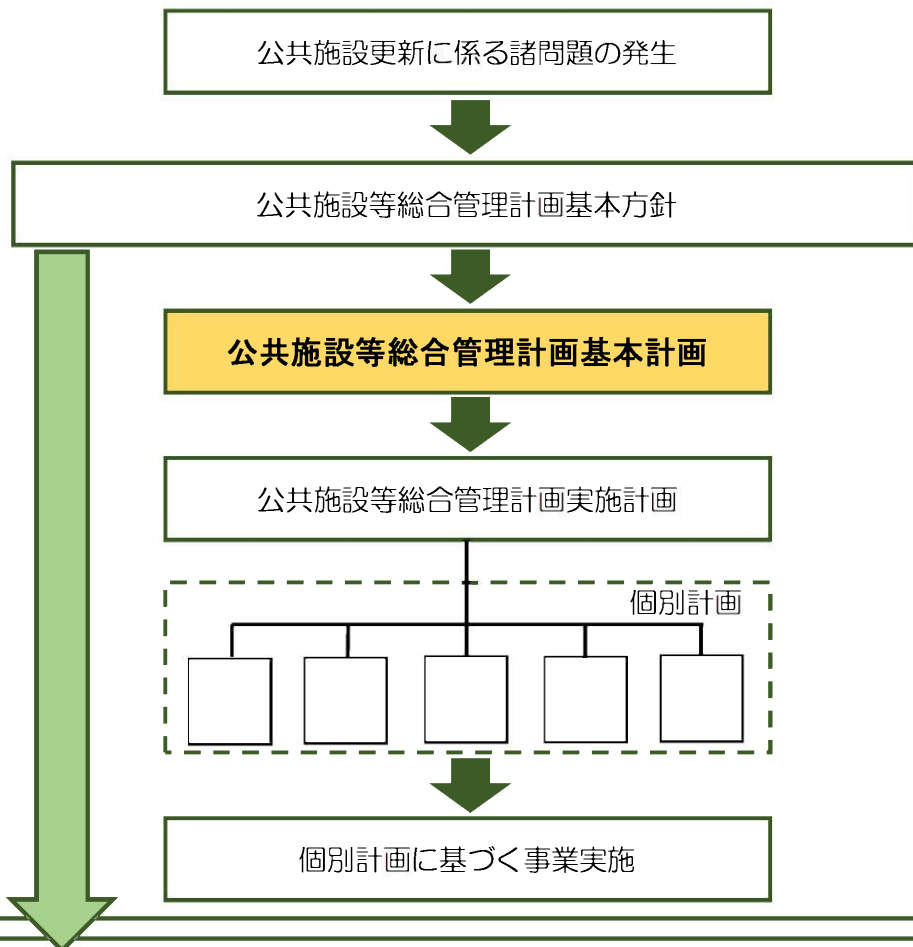 公共施設更新に係る諸問題の発生
公共施設等総合管理計画基本方針
公共施設等総合管理計画基本計画
公共施設等総合管理計画実施計画
個別計画
個別計画に基づく事業実施